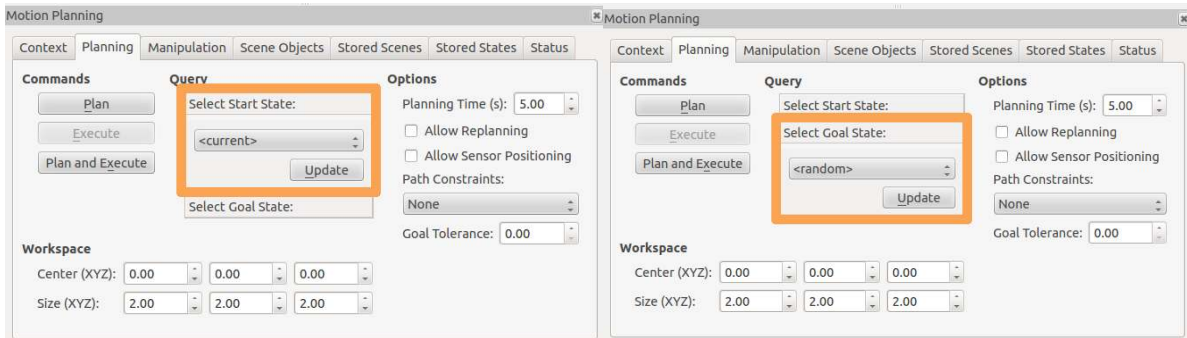 Motion Planning
Context Planning Manipulation Scene Objects Stored Scenes Stored States Status
Commands Query Options
Plan Select Start State: Planning Time (s): 5.00
Execute <current> Allow Replanning
Plan and Execute Update Allow Sensor Positioning
Path Constraints:
Select Goal State: None
Goal Tolerance: 0.00
Workspace
Center (XYZ): 0.00 0.00 0.00
Size (XYZ): 2.00 2.00 2.00
Motion Planning
Context Planning Manipulation Scene Objects Stored Scenes Stored States Status
Commands Query Options
Plan Select Start State: Planning Time (s): 5.00
Execute Select Goal State: Allow Replanning
Plan and Execute <random> Allow Sensor Positioning
Path Constraints:
Update None
Goal Tolerance: 0.00
Workspace
Center (XYZ): 0.00 0.00 0.00
Size (XYZ): 2.00 2.00 2.00